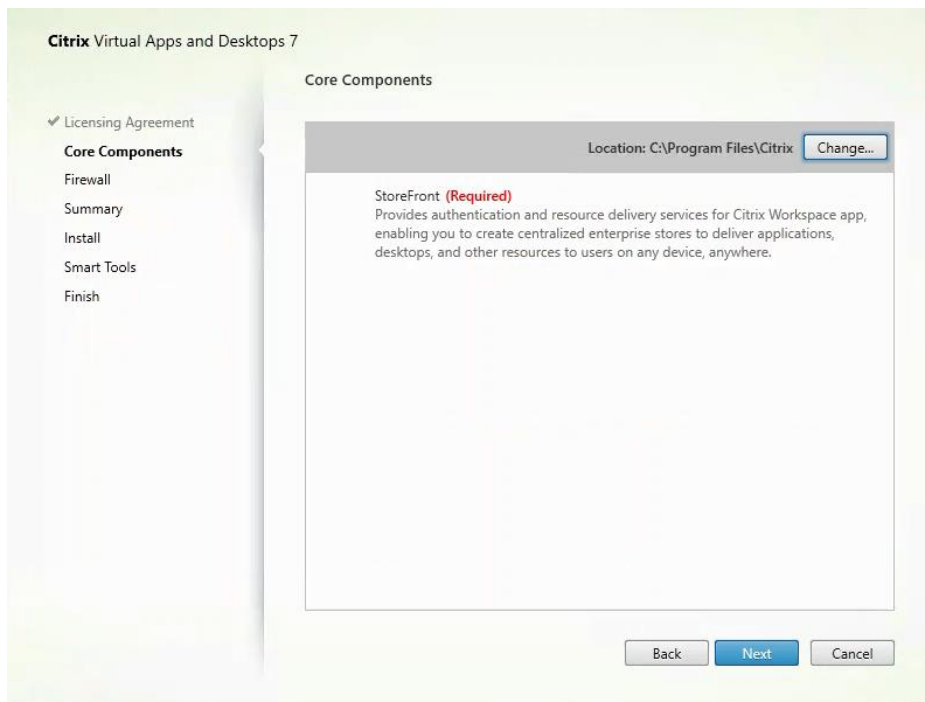 Citrix Virtual Apps and Desktops 7
Core Components
✔ Licensing Agreement
Core Components
Firewall
Summary
Install
Smart Tools
Finish
Location: C:\Program Files\Citrix
Change...
StoreFront (Required)
Provides authentication and resource delivery services for Citrix Workspace app,
enabling you to create centralized enterprise stores to deliver applications,
desktops, and other resources to users on any device, anywhere.
Back
Next
Cancel